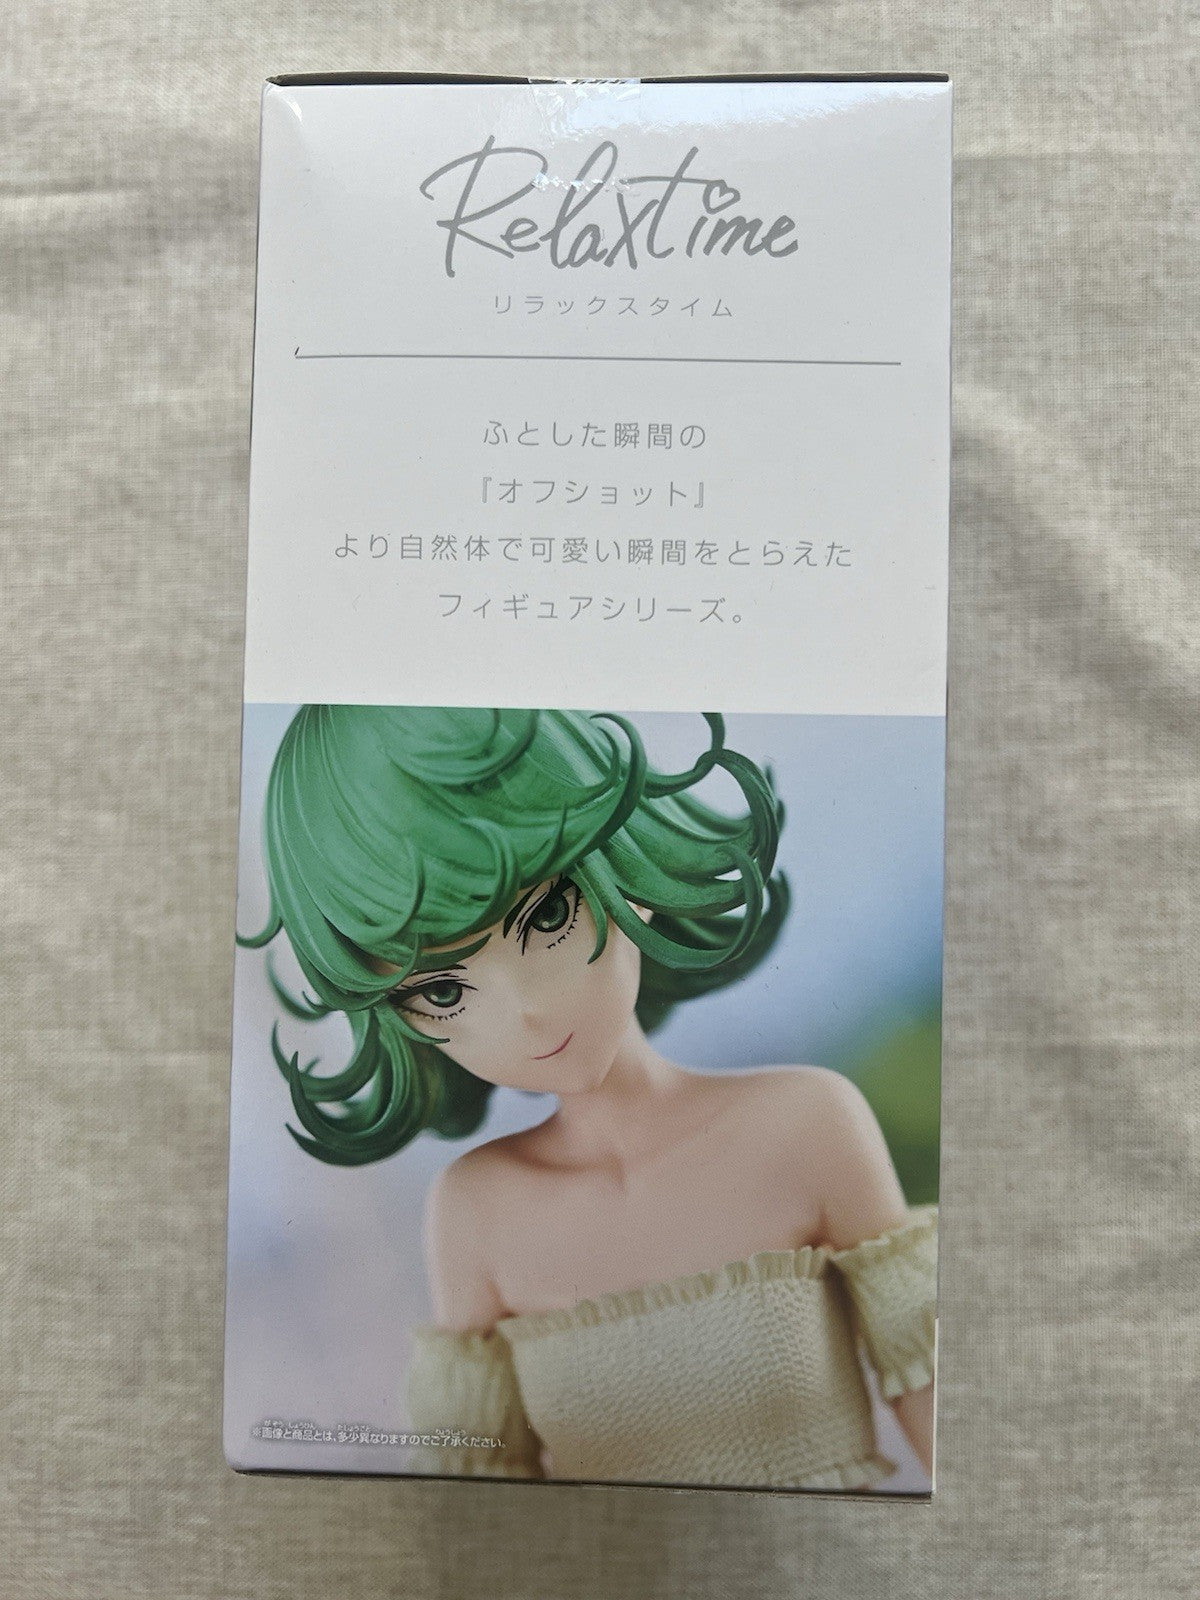 Relaxtime
リラックスタイム
ふとした瞬間の
『オフショット』
より自然体で可愛い瞬間をとらえた
フィギュアシリーズ。
※画像と商品とは、多少異なりますのでご了承ください。